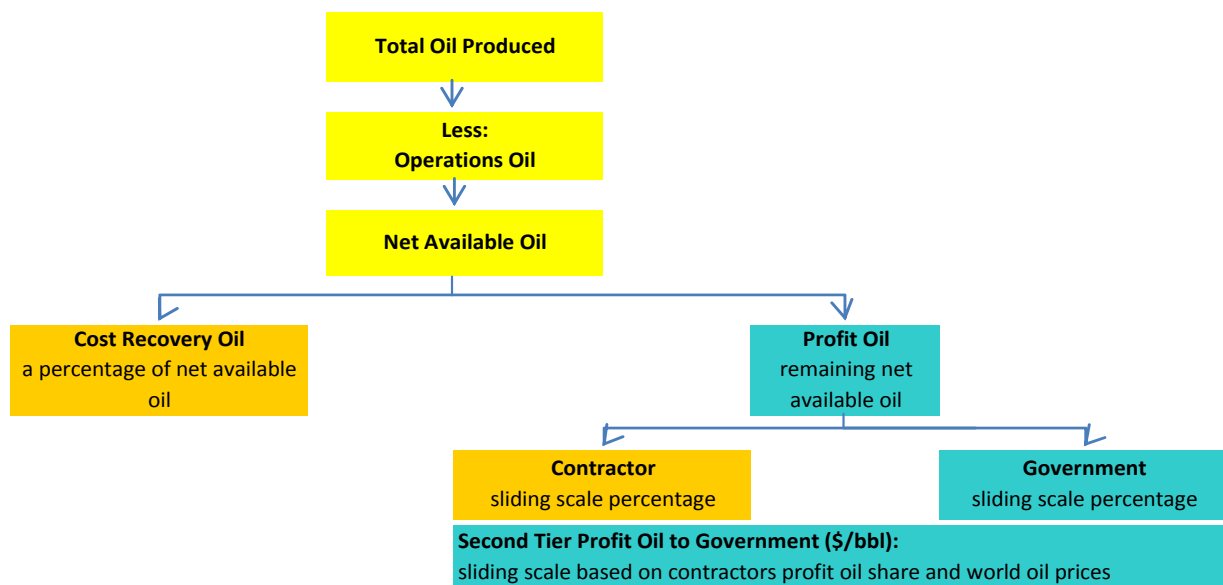 Total Oil Produced
Less:
Operations Oil
Net Available Oil
Cost Recovery Oil
a percentage of net available
oil
Profit Oil
remaining net
available oil
Contractor
sliding scale percentage
Government
sliding scale percentage
Second Tier Profit Oil to Government ($/bbl):
sliding scale based on contractors profit oil share and world oil prices